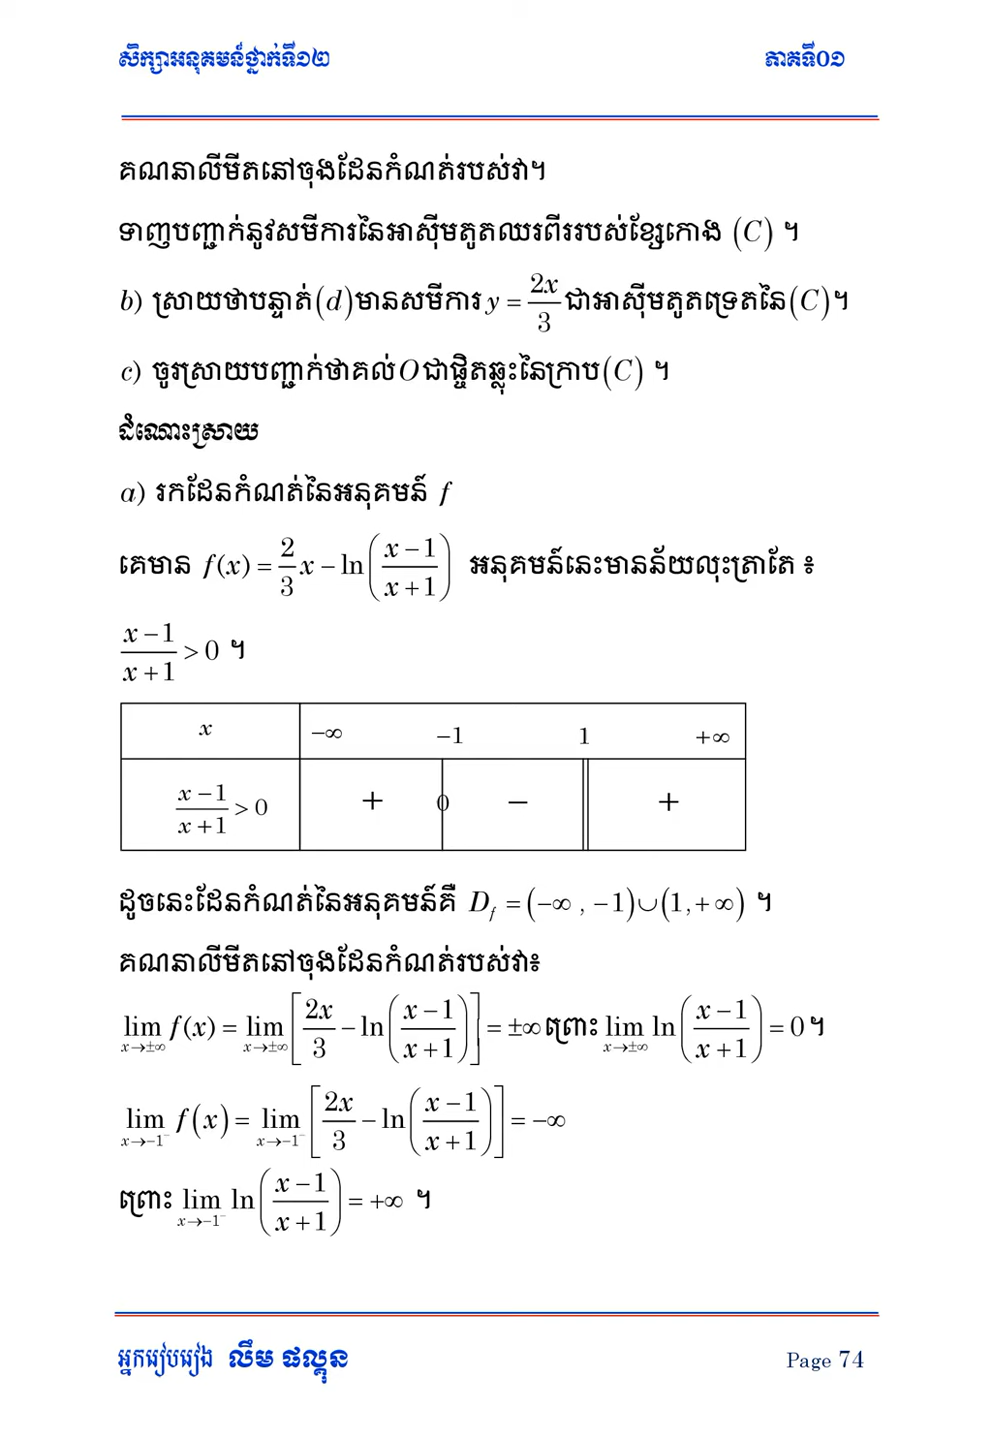 សិក្សាអនុគមន៍ថ្នាក់ទី១២ ភាគទី០១
គណនាលីមីតនៅចុងដែនកំណត់របស់វា។
ទាញបញ្ជាក់នូវសមីការនៃអាស៊ីមតូតឈរពីររបស់ខ្សែកោង (C) ។
b) ស្រាយថាបន្ទាត់(d)មានសមីការ y = 2x/3 ជាអាស៊ីមតូតទ្រេតនៃ(C)។
c) ចូរស្រាយបញ្ជាក់ថាគល់Oជាផ្ចិតឆ្លុះនៃក្រាប(C) ។
ដំណោះស្រាយ
a) រកដែនកំណត់នៃអនុគមន៍ f
គេមាន f(x) = 2/3 x − ln((x − 1)/(x + 1)) អនុគមន៍នេះមានន័យលុះត្រាតែ ៖
(x − 1)/(x + 1) > 0 ។
x −∞ −1 1 +∞
(x − 1)/(x + 1) > 0 + 0 − +
ដូចនេះដែនកំណត់នៃអនុគមន៍គឺ D_f = (−∞ , −1)∪(1,+ ∞) ។
គណនាលីមីតនៅចុងដែនកំណត់របស់វា៖
lim x→±∞ f(x) = lim x→±∞ [2x/3 − ln((x − 1)/(x + 1))] = ±∞ ព្រោះ lim x→±∞ ln((x − 1)/(x + 1)) = 0។
lim x→−1⁻ f(x) = lim x→−1⁻ [2x/3 − ln((x − 1)/(x + 1))] = −∞
ព្រោះ lim x→−1⁻ ln((x − 1)/(x + 1)) = +∞ ។
អ្នករៀបរៀង លឹម ផល្គុន Page 74